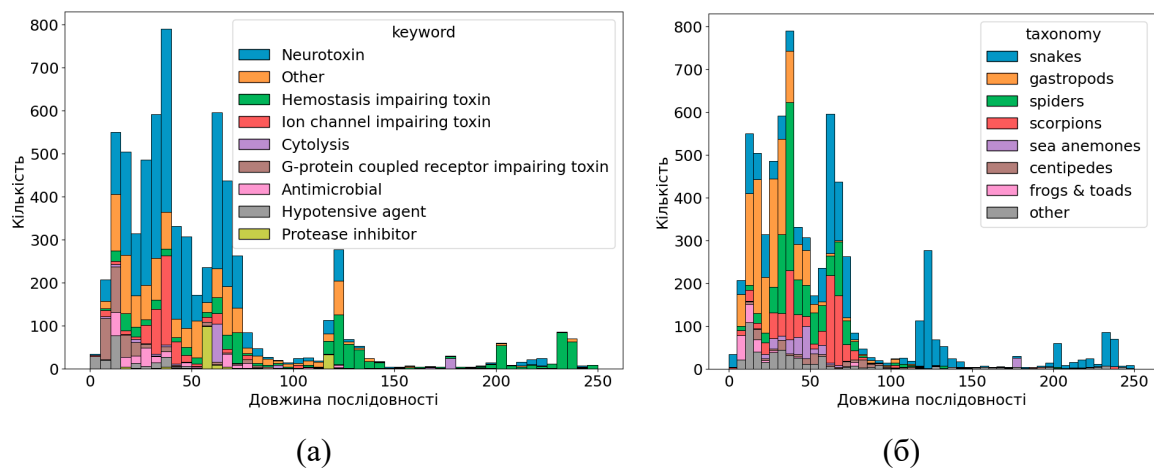 800
700
600
500
400
300
200
100
0
Кількість
0
50
100
150
200
250
Довжина послідовності
keyword
Neurotoxin
Other
Hemostasis impairing toxin
Ion channel impairing toxin
Cytolysis
G-protein coupled receptor impairing toxin
Antimicrobial
Hypotensive agent
Protease inhibitor
(а)
800
700
600
500
400
300
200
100
0
Кількість
0
50
100
150
200
250
Довжина послідовності
taxonomy
snakes
gastropods
spiders
scorpions
sea anemones
centipedes
frogs & toads
other
(б)